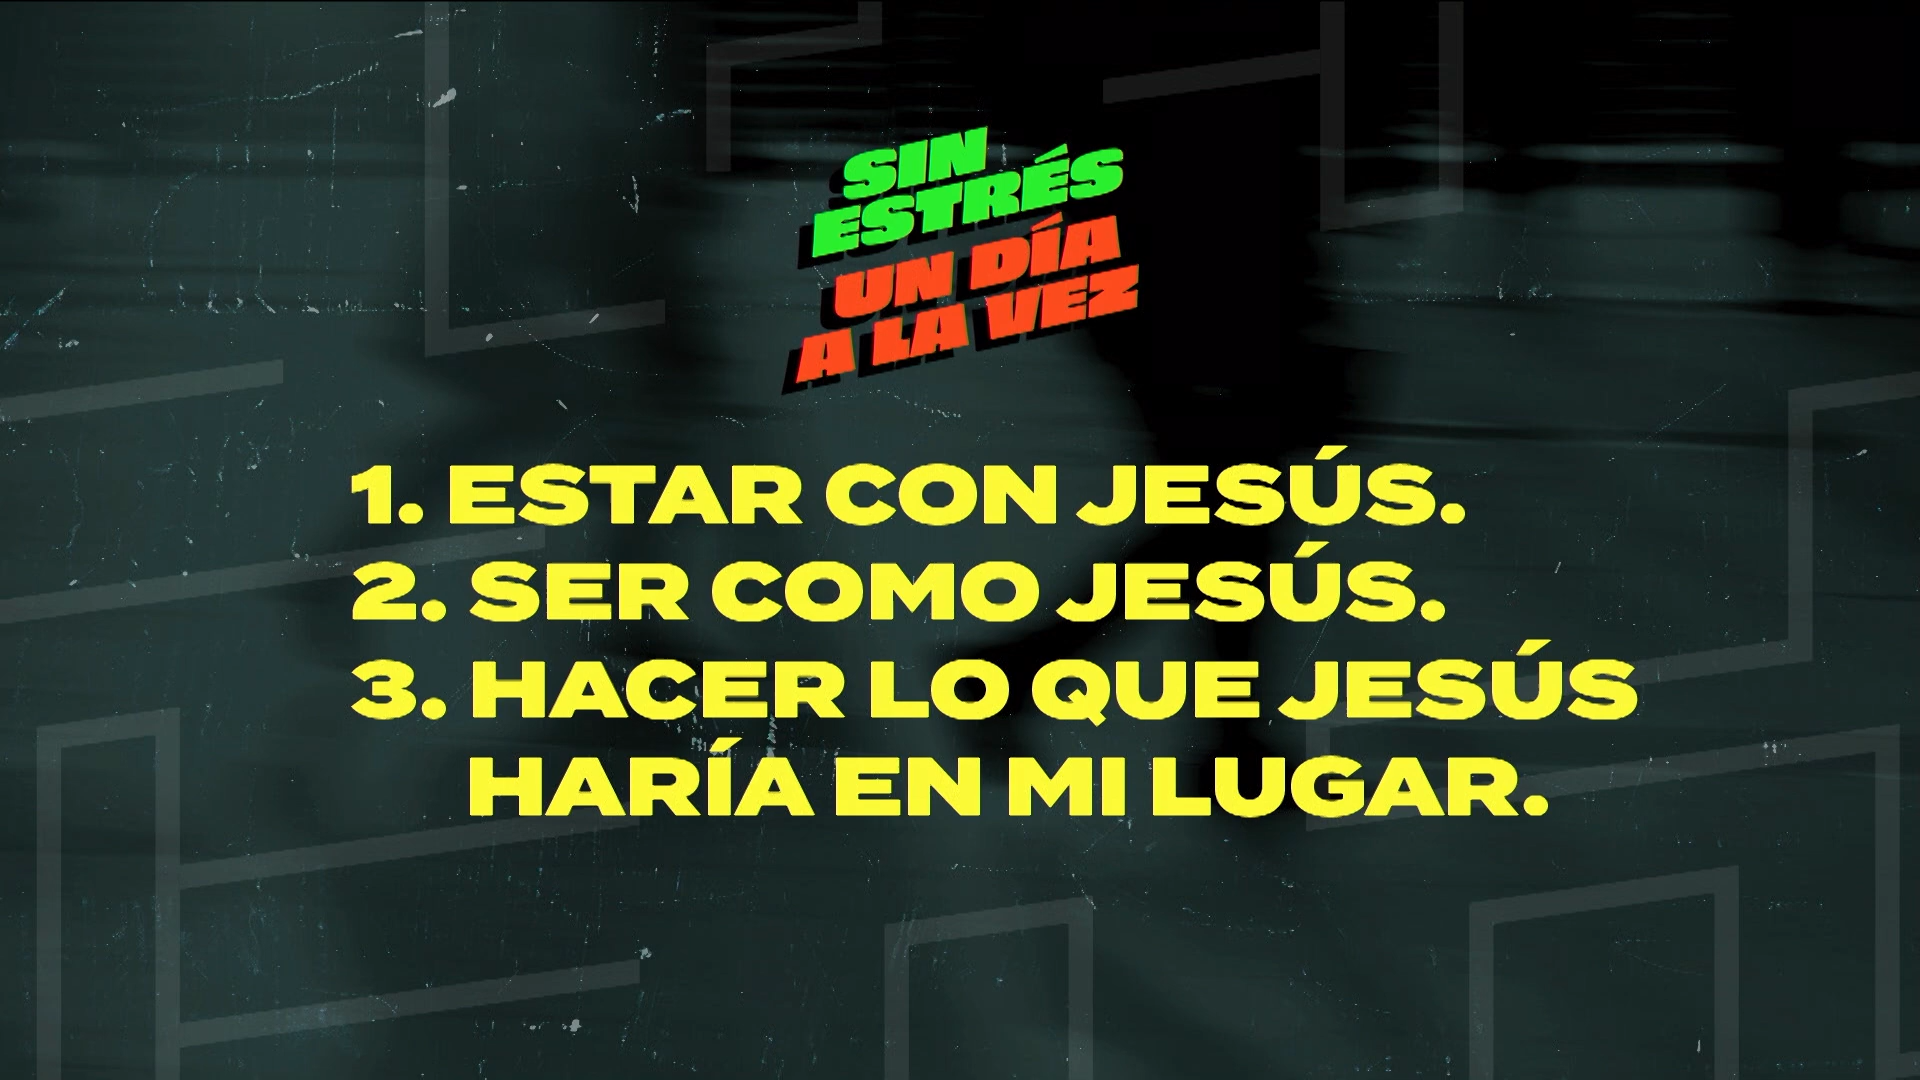 SIN
ESTRÉS
UN DÍA
A LA VEZ
1. ESTAR CON JESÚS.
2. SER COMO JESÚS.
3. HACER LO QUE JESÚS
HARÍA EN MI LUGAR.